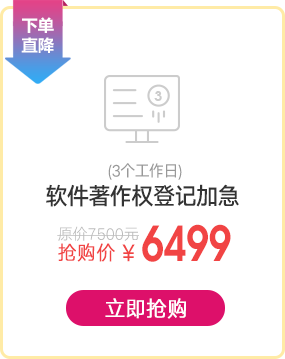 下单
直降
3
(3个工作日)
软件著作权登记加急
原价7500元
抢购价 ¥ 6499
立即抢购